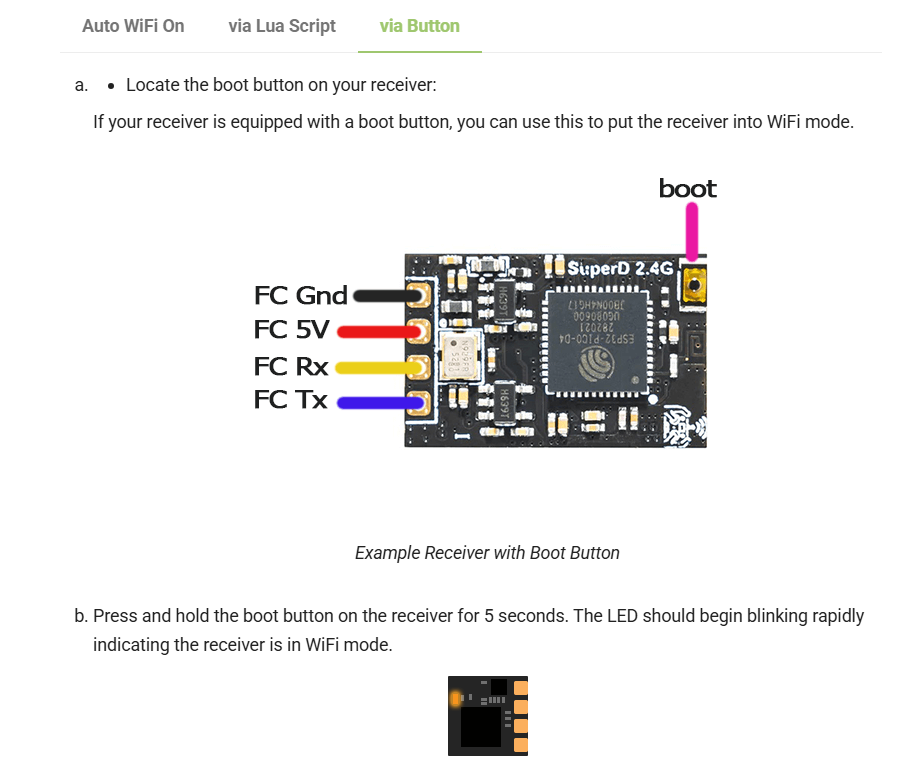 Auto WiFi On
via Lua Script
via Button
a. • Locate the boot button on your receiver:
If your receiver is equipped with a boot button, you can use this to put the receiver into WiFi mode.
boot
SuperD 2.4G
FC Gnd
FC 5V
FC Rx
FC Tx
H639T
ESP32-PICO-D4
282021
UG080600
JB00N4HG17
H639T
Example Receiver with Boot Button
b. Press and hold the boot button on the receiver for 5 seconds. The LED should begin blinking rapidly
indicating the receiver is in WiFi mode.